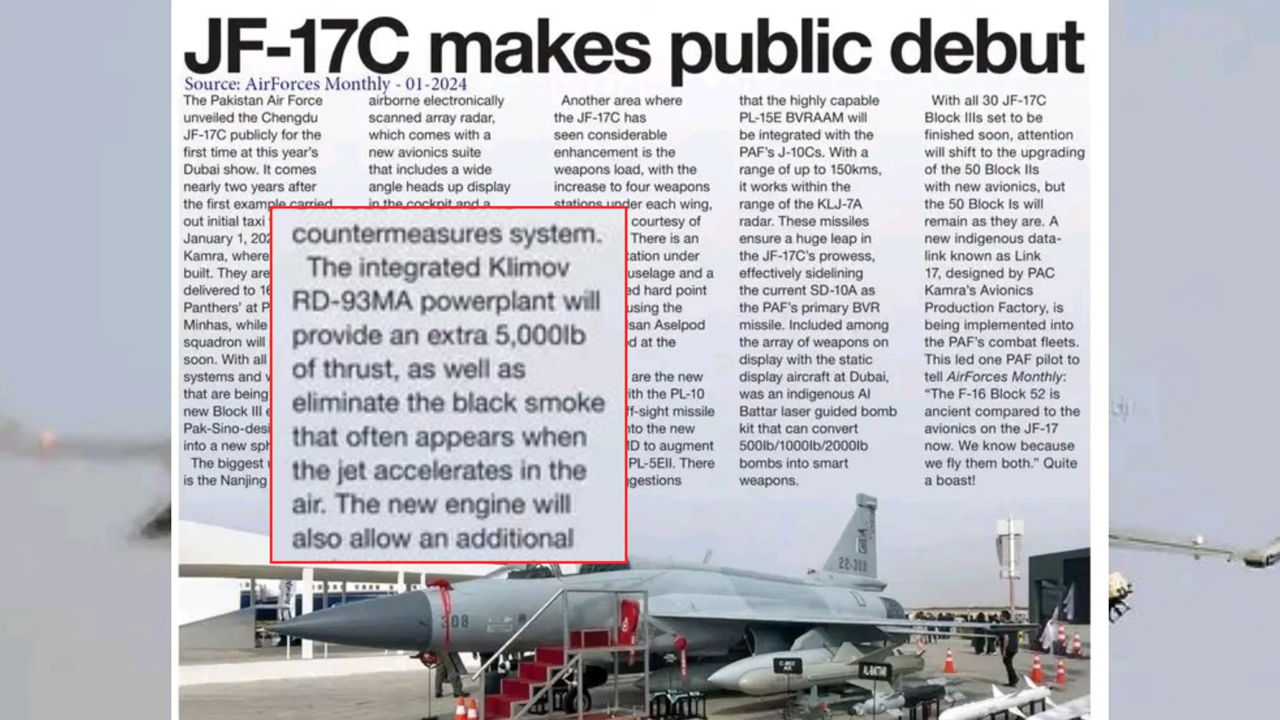 JF-17C makes public debut
Source: AirForces Monthly - 01-2024
The Pakistan Air Force
unveiled the Chengdu
JF-17C publicly for the
first time at this year's
Dubai show. It comes
nearly two years after
the first example carried
out initial taxi
January 1, 202
Kamra, where
built. They are
delivered to 16
Panthers' at P
Minhas, while
squadron will
soon. With all
systems and
that are being
new Block III
Pak-Sino-desi
into a new sph
The biggest
is the Nanjing
airborne electronically
scanned array radar,
which comes with a
new avionics suite
that includes a wide
angle heads up display
in the cockpit and a
countermeasures system.
The integrated Klimov
RD-93MA powerplant will
provide an extra 5,000lb
of thrust, as well as
eliminate the black smoke
that often appears when
the jet accelerates in the
air. The new engine will
also allow an additional
Another area where
the JF-17C has
seen considerable
enhancement is the
weapons load, with the
increase to four weapons
stations under each wing,
courtesy of
There is an
ation under
uselage and a
ed hard point
using the
san Aselpod
d at the
are the new
ith the PL-10
ff-sight missile
nto the new
MD to augment
PL-5EII. There
gestions
that the highly capable
PL-15E BVRAAM will
be integrated with the
PAF's J-10Cs. With a
range of up to 150kms,
it works within the
range of the KLJ-7A
radar. These missiles
ensure a huge leap in
the JF-17C's prowess,
effectively sidelining
the current SD-10A as
the PAF's primary BVR
missile. Included among
the array of weapons on
display with the static
display aircraft at Dubai,
was an indigenous Al
Battar laser guided bomb
kit that can convert
500lb/1000lb/2000lb
bombs into smart
weapons.
With all 30 JF-17C
Block IIIs set to be
finished soon, attention
will shift to the upgrading
of the 50 Block IIs
with new avionics, but
the 50 Block Is will
remain as they are. A
new indigenous data-
link known as Link
17, designed by PAC
Kamra's Avionics
Production Factory, is
being implemented into
the PAF's combat fleets.
This led one PAF pilot to
tell AirForces Monthly:
“The F-16 Block 52 is
ancient compared to the
avionics on the JF-17
now. We know because
we fly them both.” Quite
a boast!
22-308
308
AL-BATTAR